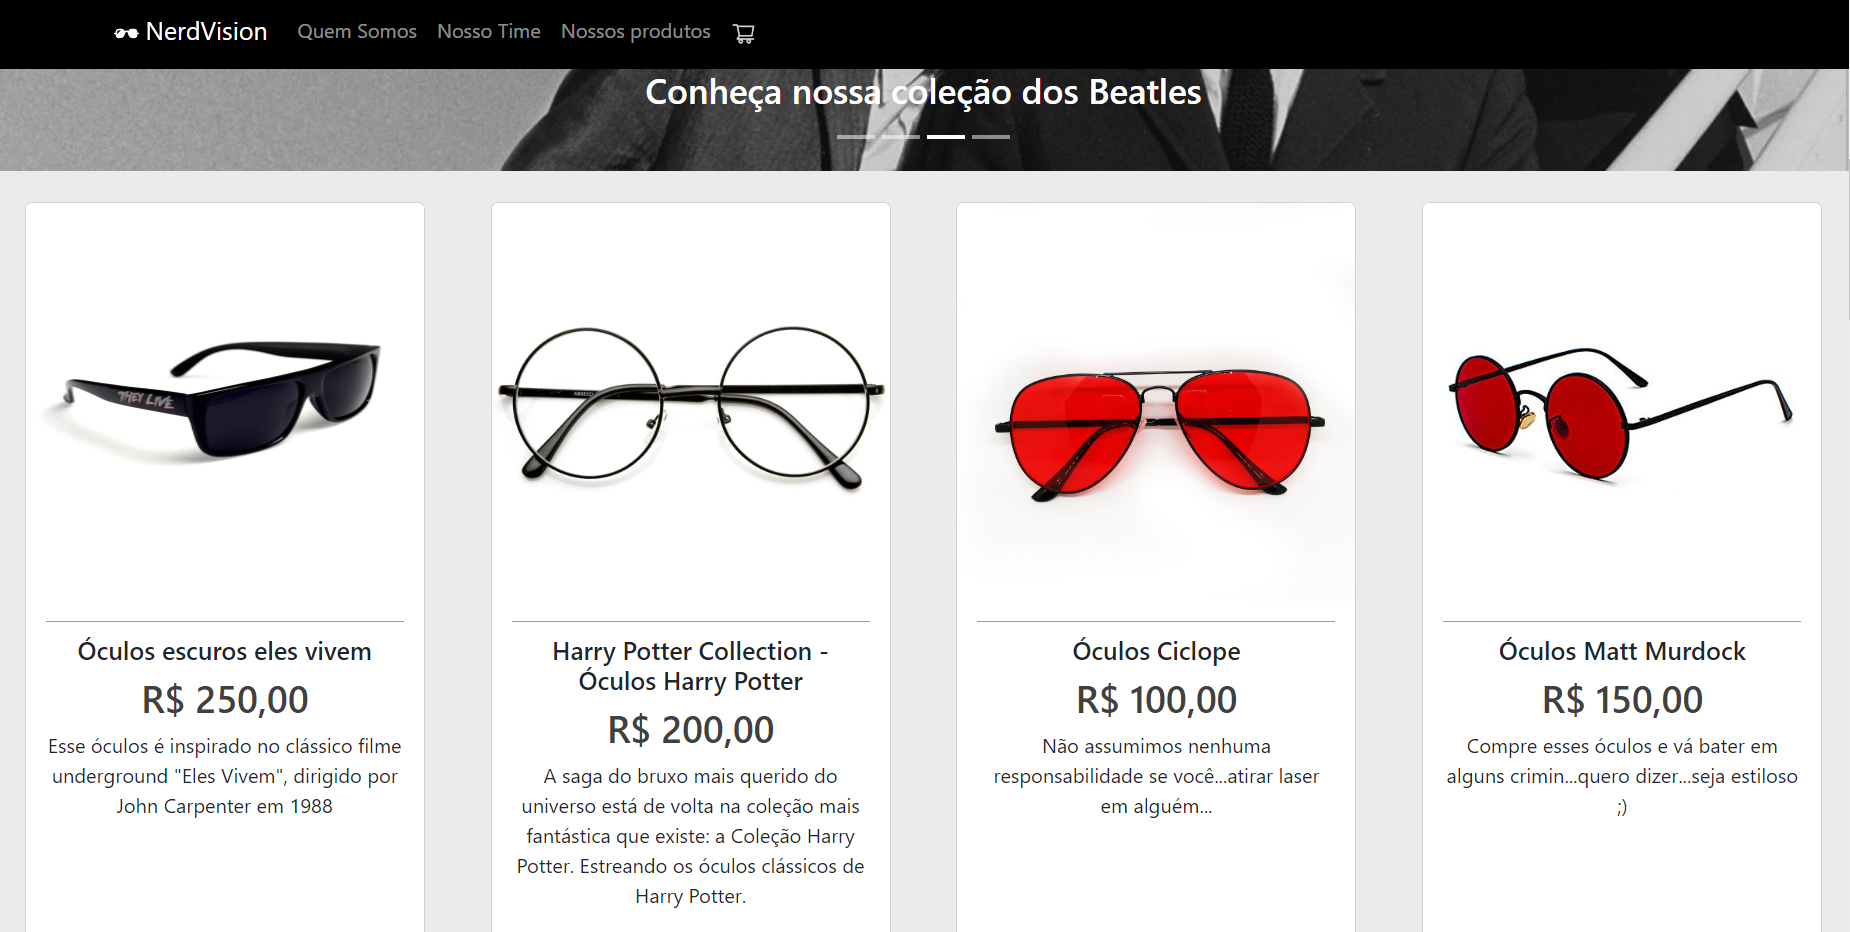 NerdVision Quem Somos Nosso Time Nossos produtos
Conheça nossa coleção dos Beatles
THEY LIVE
Óculos escuros eles vivem
R$ 250,00
Esse óculos é inspirado no clássico filme
underground "Eles Vivem", dirigido por
John Carpenter em 1988
Harry Potter Collection -
Óculos Harry Potter
R$ 200,00
A saga do bruxo mais querido do
universo está de volta na coleção mais
fantástica que existe: a Coleção Harry
Potter. Estreando os óculos clássicos de
Harry Potter.
Óculos Ciclope
R$ 100,00
Não assumimos nenhuma
responsabilidade se você...atirar laser
em alguém...
Óculos Matt Murdock
R$ 150,00
Compre esses óculos e vá bater em
alguns crimin...quero dizer...seja estiloso
;)